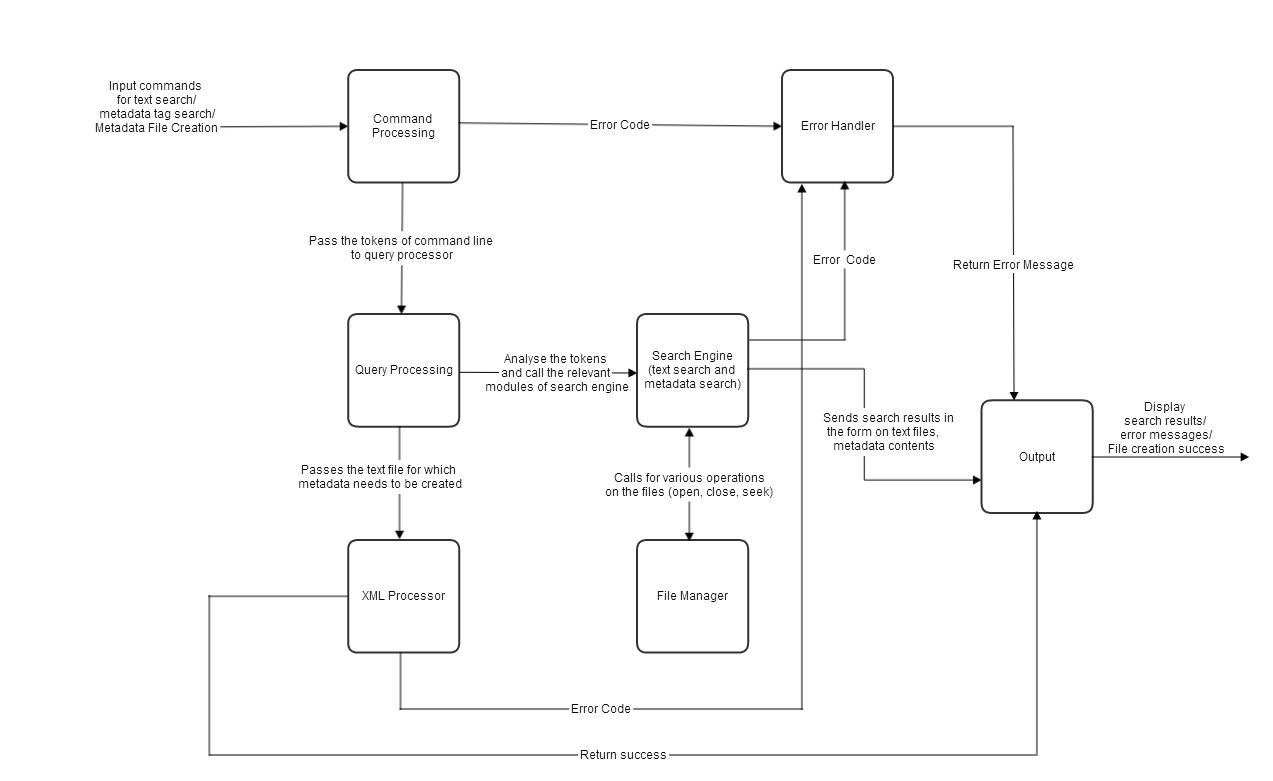 Input commands
for text search/
metadata tag search/
Metadata File Creation
Command
Processing
Error Code
Error Handler
Pass the tokens of command line
to query processor
Error  Code
Return Error Message
Query Processing
Analyse the tokens
and call the relevant
modules of search engine
Search Engine
(text search and
metadata search)
Sends search results in
the form on text files,
metadata contents
Output
Display
search results/
error messages/
File creation success
Passes the text file for which
metadata needs to be created
Calls for various operations
on the files (open, close, seek)
XML Processor
File Manager
Error Code
Return success